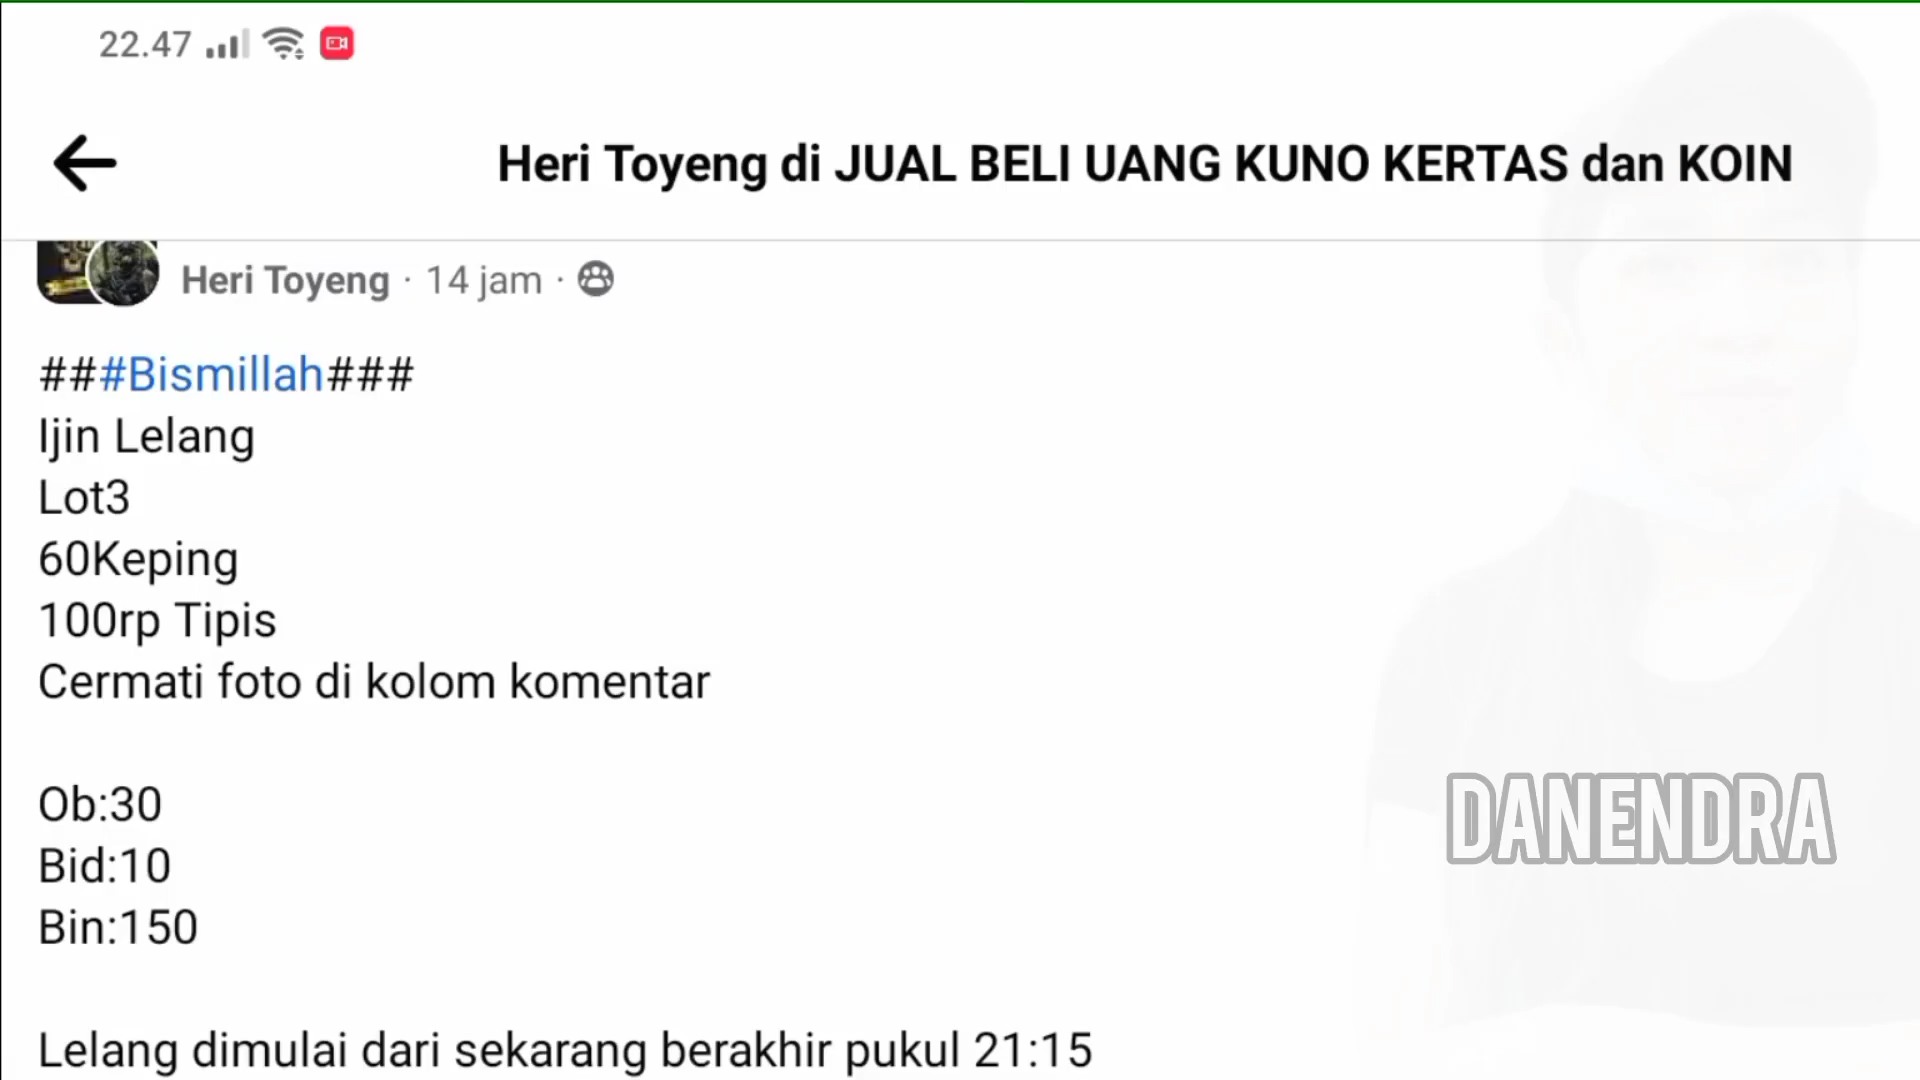 22.47
Heri Toyeng di JUAL BELI UANG KUNO KERTAS dan KOIN
Heri Toyeng · 14 jam ·
###Bismillah###
Ijin Lelang
Lot3
60Keping
100rp Tipis
Cermati foto di kolom komentar
Ob:30
Bid:10
Bin:150
Lelang dimulai dari sekarang berakhir pukul 21:15
DANENDRA